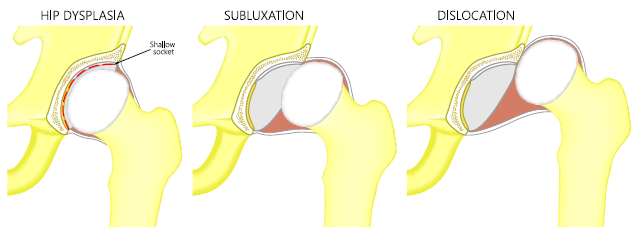 HIP DYSPLASIA
SUBLUXATION
DISLOCATION
Shallow
socket